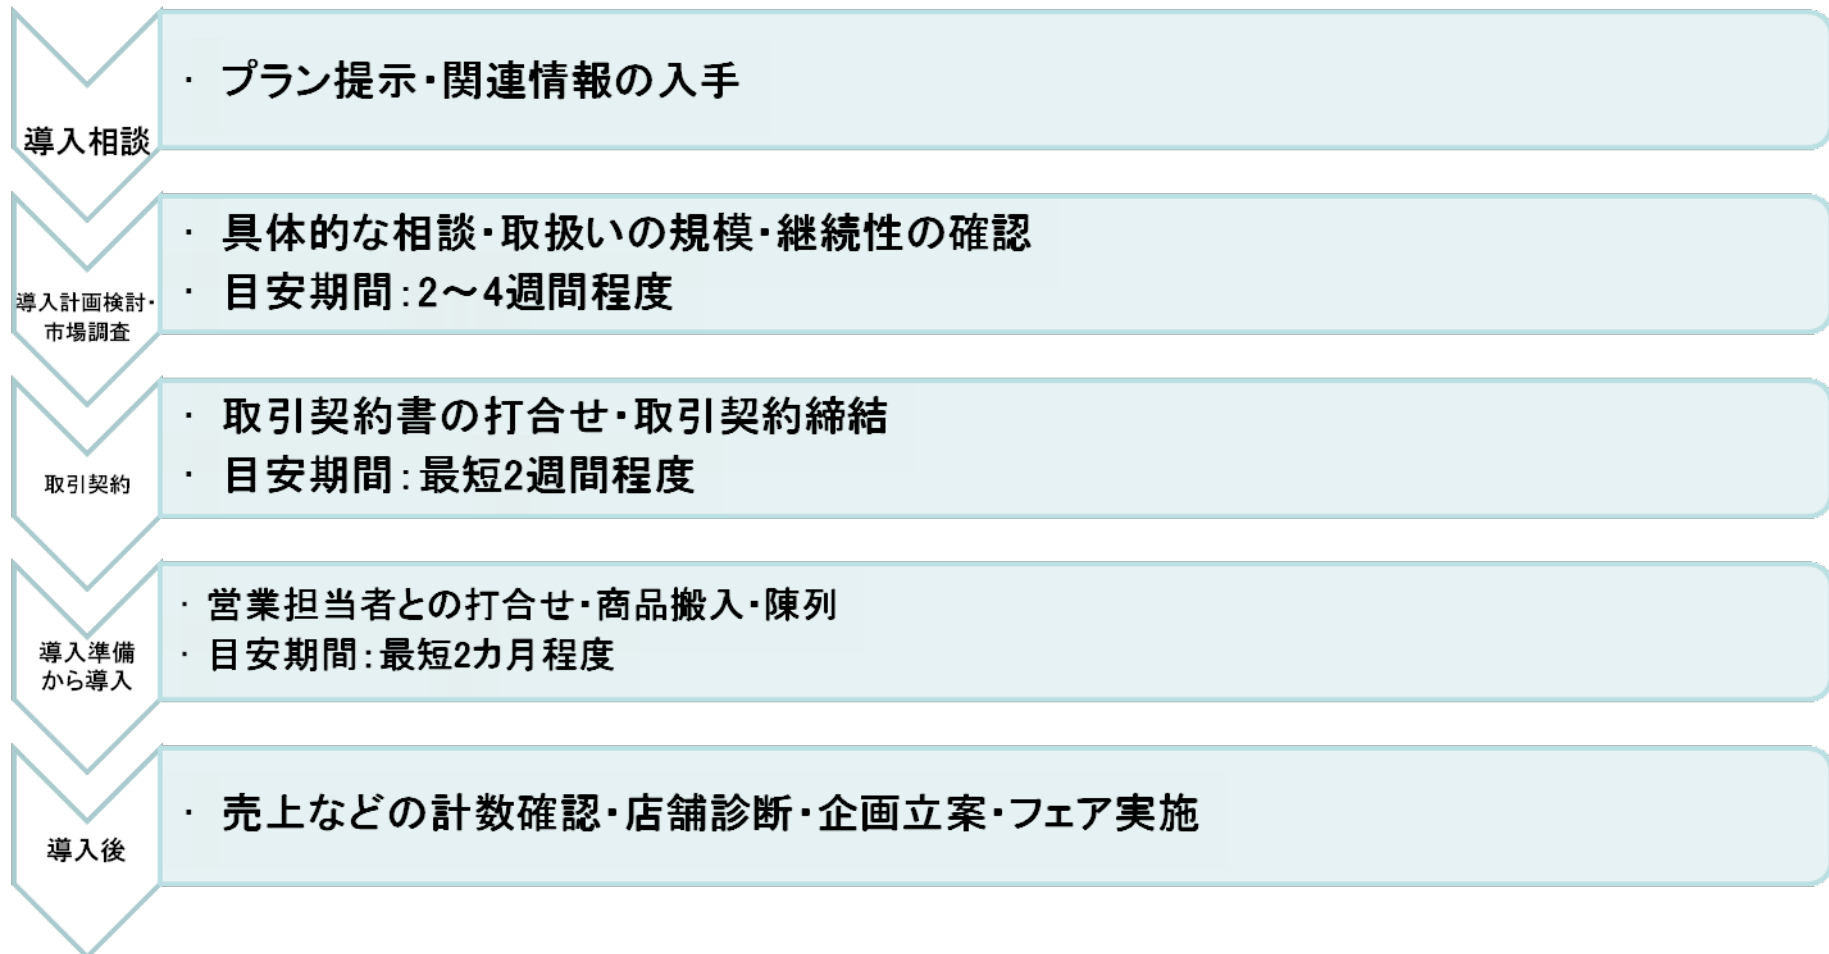 導入相談
・ プラン提示・関連情報の入手
導入計画検討・
市場調査
・ 具体的な相談・取扱いの規模・継続性の確認
・ 目安期間:2～4週間程度
取引契約
・ 取引契約書の打合せ・取引契約締結
・ 目安期間:最短2週間程度
導入準備
から導入
・ 営業担当者との打合せ・商品搬入・陳列
・ 目安期間:最短2カ月程度
導入後
・ 売上などの計数確認・店舗診断・企画立案・フェア実施